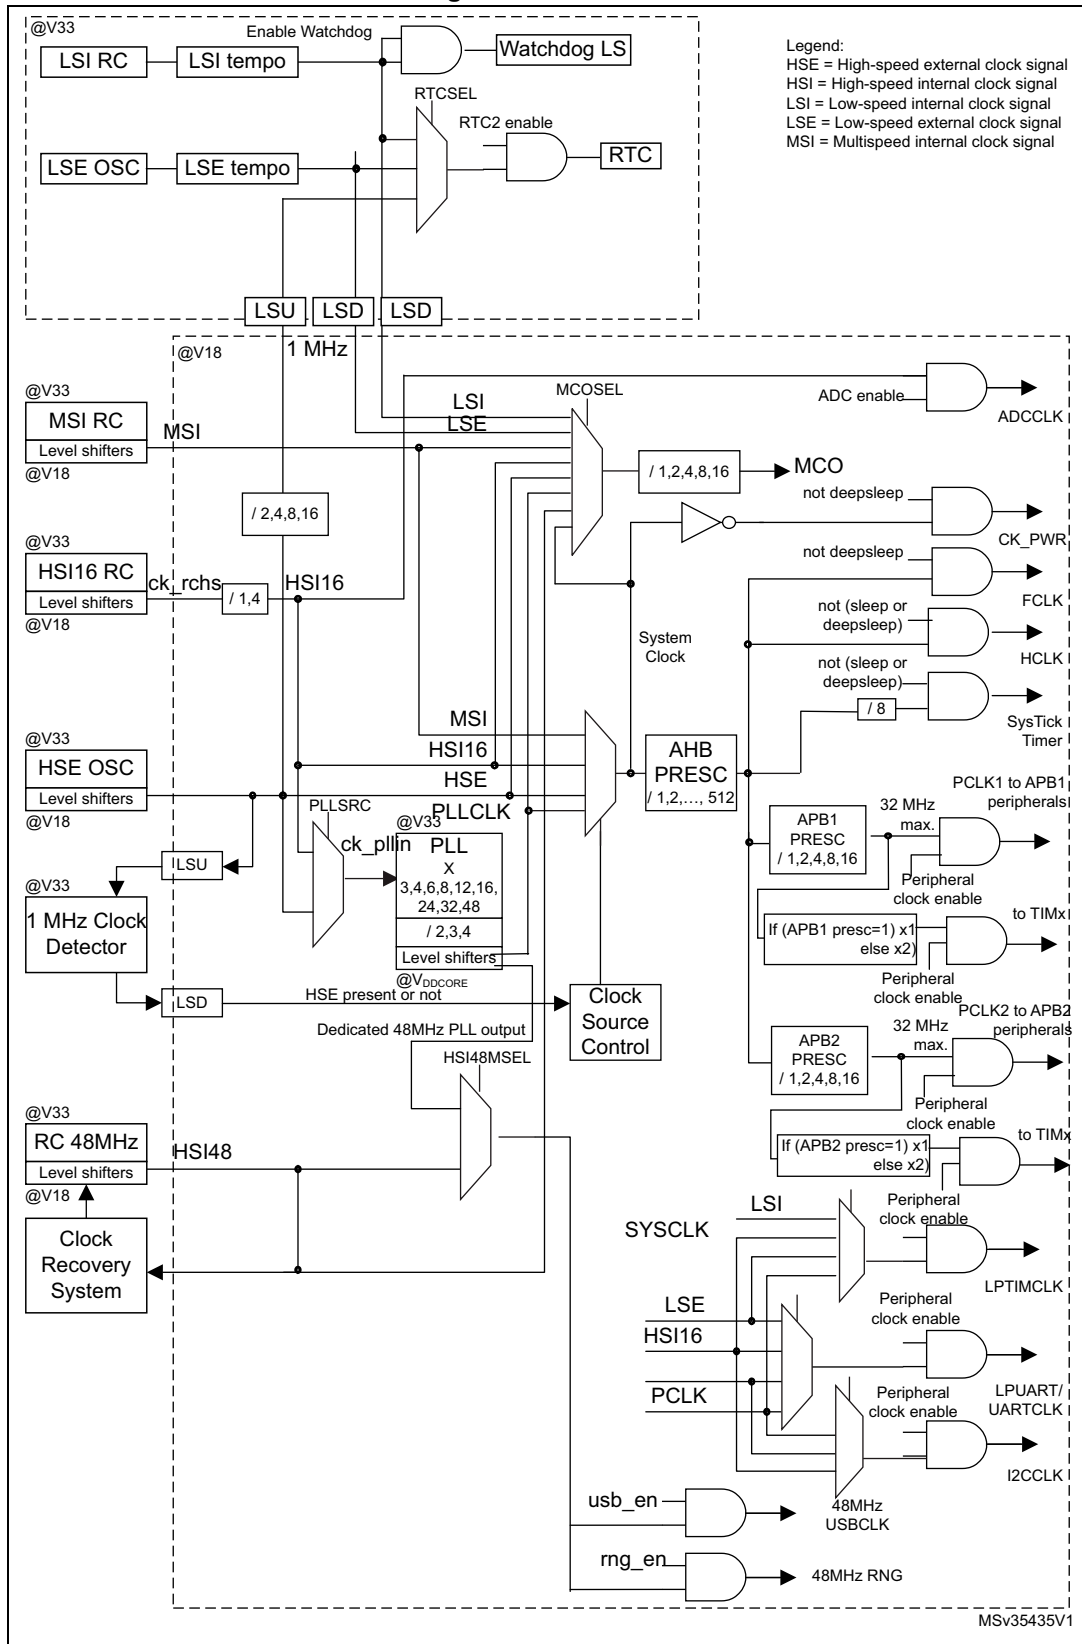 @V33
Enable Watchdog
LSI RC
LSI tempo
Watchdog LS
Legend:
HSE = High-speed external clock signal
HSI = High-speed internal clock signal
LSI = Low-speed internal clock signal
LSE = Low-speed external clock signal
MSI = Multispeed internal clock signal
RTCSEL
RTC2 enable
LSE OSC
LSE tempo
RTC
LSU
LSD
LSD
@V18
1 MHz
@V33
MSI RC
Level shifters
@V18
MSI
LSI
LSE
MCOSEL
ADC enable
ADCCLK
/ 1,2,4,8,16
MCO
/ 2,4,8,16
not deepsleep
CK_PWR
@V33
HSI16 RC
Level shifters
@V18
ck_rchs
/ 1,4
HSI16
not deepsleep
FCLK
not (sleep or
deepsleep)
HCLK
System
Clock
not (sleep or
deepsleep)
/ 8
SysTick
Timer
MSI
HSI16
HSE
PLLCLK
@V33
HSE OSC
Level shifters
@V18
AHB
PRESC
/ 1,2,…, 512
PCLK1 to APB1
peripherals
32 MHz
max.
APB1
PRESC
/ 1,2,4,8,16
Peripheral
clock enable
PLLSRC
ck_pllin
@V33
PLL
X
3,4,6,8,12,16,
24,32,48
/ 2,3,4
Level shifters
@VDDCORE
LSU
@V33
1 MHz Clock
Detector
LSD
HSE present or not
Clock
Source
Control
If (APB1 presc=1) x1
else x2)
to TIMx
Peripheral
clock enable
PCLK2 to APB2
peripherals
32 MHz
max.
APB2
PRESC
/ 1,2,4,8,16
Peripheral
clock enable
Dedicated 48MHz PLL output
HSI48MSEL
@V33
RC 48MHz
Level shifters
@V18
HSI48
If (APB2 presc=1) x1
else x2)
to TIMx
Peripheral
clock enable
Clock
Recovery
System
LSI
SYSCLK
LPTIMCLK
LSE
HSI16
PCLK
Peripheral
clock enable
LPUART/
UARTCLK
Peripheral
clock enable
I2CCLK
usb_en
48MHz
USBCLK
rng_en
48MHz RNG
MSv35435V1